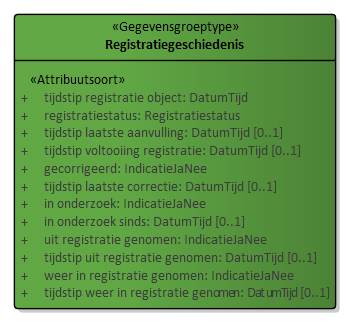 «Gegevensgroeptype»
Registratiegeschiedenis
«Attribuutsoort»
+ tijdstip registratie object: DatumTijd
+ registratiestatus: Registratiestatus
+ tijdstip laatste aanvulling: DatumTijd [0..1]
+ tijdstip voltooiing registratie: DatumTijd [0..1]
+ gecorrigeerd: IndicatieJaNee
+ tijdstip laatste correctie: DatumTijd [0..1]
+ in onderzoek: IndicatieJaNee
+ in onderzoek sinds: DatumTijd [0..1]
+ uit registratie genomen: IndicatieJaNee
+ tijdstip uit registratie genomen: DatumTijd [0..1]
+ weer in registratie genomen: IndicatieJaNee
+ tijdstip weer in registratie genomen: DatumTijd [0..1]